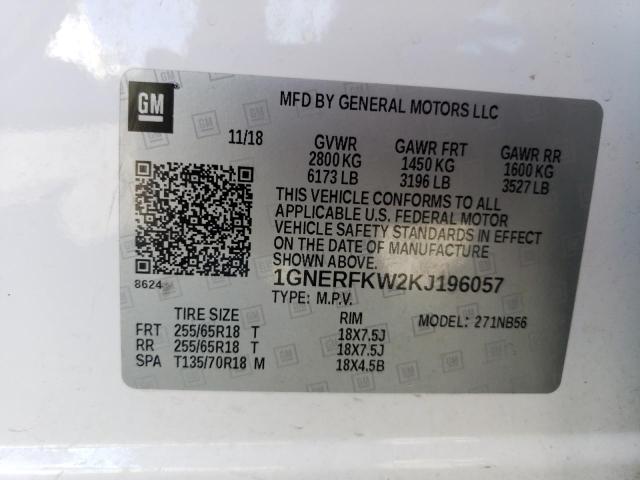 GM
MFD BY GENERAL MOTORS LLC
11/18
GVWR GAWR FRT GAWR RR
2800 KG 1450 KG 1600 KG
6173 LB 3196 LB 3527 LB
THIS VEHICLE CONFORMS TO ALL
APPLICABLE U.S. FEDERAL MOTOR
VEHICLE SAFETY STANDARDS IN EFFECT
ON THE DATE OF MANUFACTURE
SHOWN ABOVE.
8624
1GNERFKW2KJ196057
TYPE: M.P.V.
MODEL: 271NB56
TIRE SIZE RIM
FRT 255/65R18 T 18X7.5J
RR 255/65R18 T 18X7.5J
SPA T135/70R18 M 18X4.5B